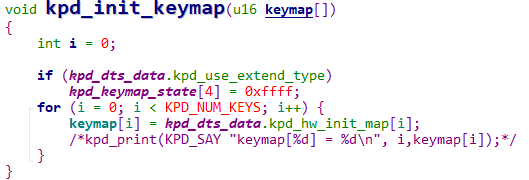 void kpd_init_keymap(u16 keymap[])
{
    int i = 0;

    if (kpd_dts_data.kpd_use_extend_type)
        kpd_keymap_state[4] = 0xffff;
    for (i = 0; i < KPD_NUM_KEYS; i++) {
        keymap[i] = kpd_dts_data.kpd_hw_init_map[i];
        /*kpd_print(KPD_SAY "keymap[%d] = %d\n", i,keymap[i]);*/
    }
}